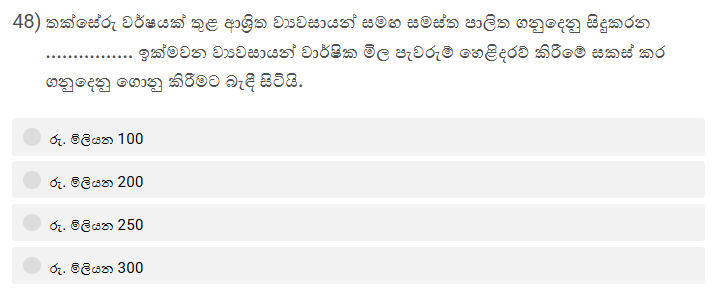 48) තක්සේරු වර්ෂයක් තුළ ආශ්‍රිත ව්‍යවසායන් සමඟ සමස්ත පාලිත ගනුදෙනු සිදුකරන
................ ඉක්මවන ව්‍යවසායන් වාර්ෂික මිල පැවරුම් හෙළිදරව් කිරීමේ සකස් කර
ගනුදෙනු ගොනු කිරීමට බැඳී සිටියි.
රු. මිලියන 100
රු. මිලියන 200
රු. මිලියන 250
රු. මිලියන 300